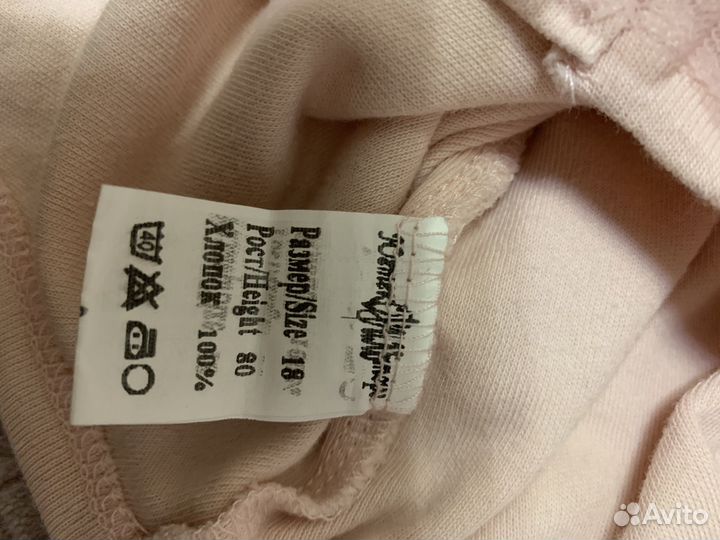 Размер/Size 18
Рост/Height 80
Хлопок 100%
40
Avito